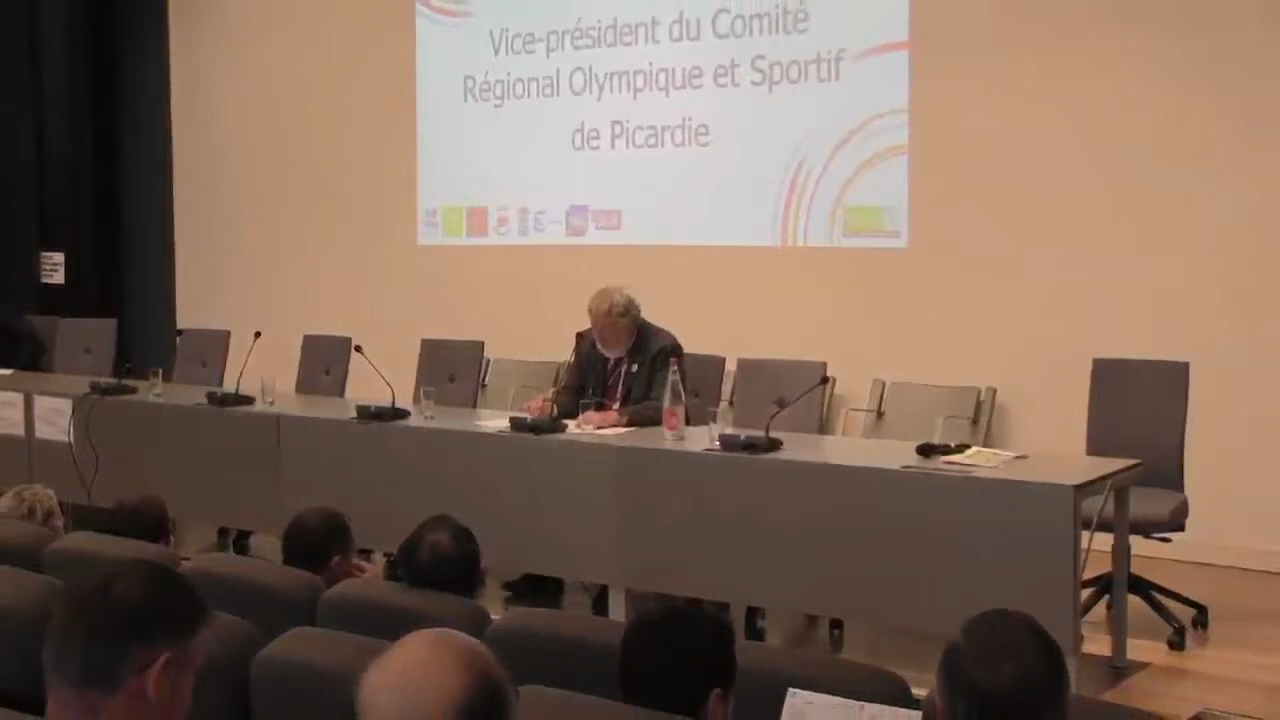 Vice-président du Comité
Régional Olympique et Sportif
de Picardie